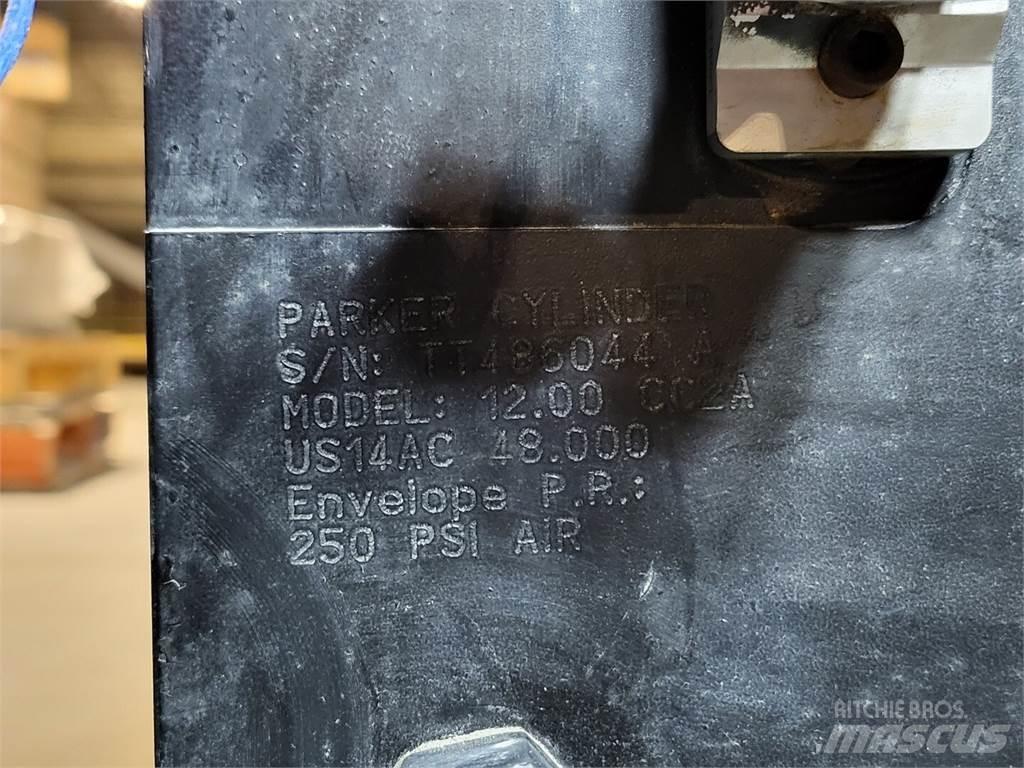 PARKER CYLINDER
S/N: TT486044 A
MODEL: 12.00 CC2A
US14AC 48.000
Envelope P.R.:
250 PSI AIR
RITCHIE BROS.
MASCUS